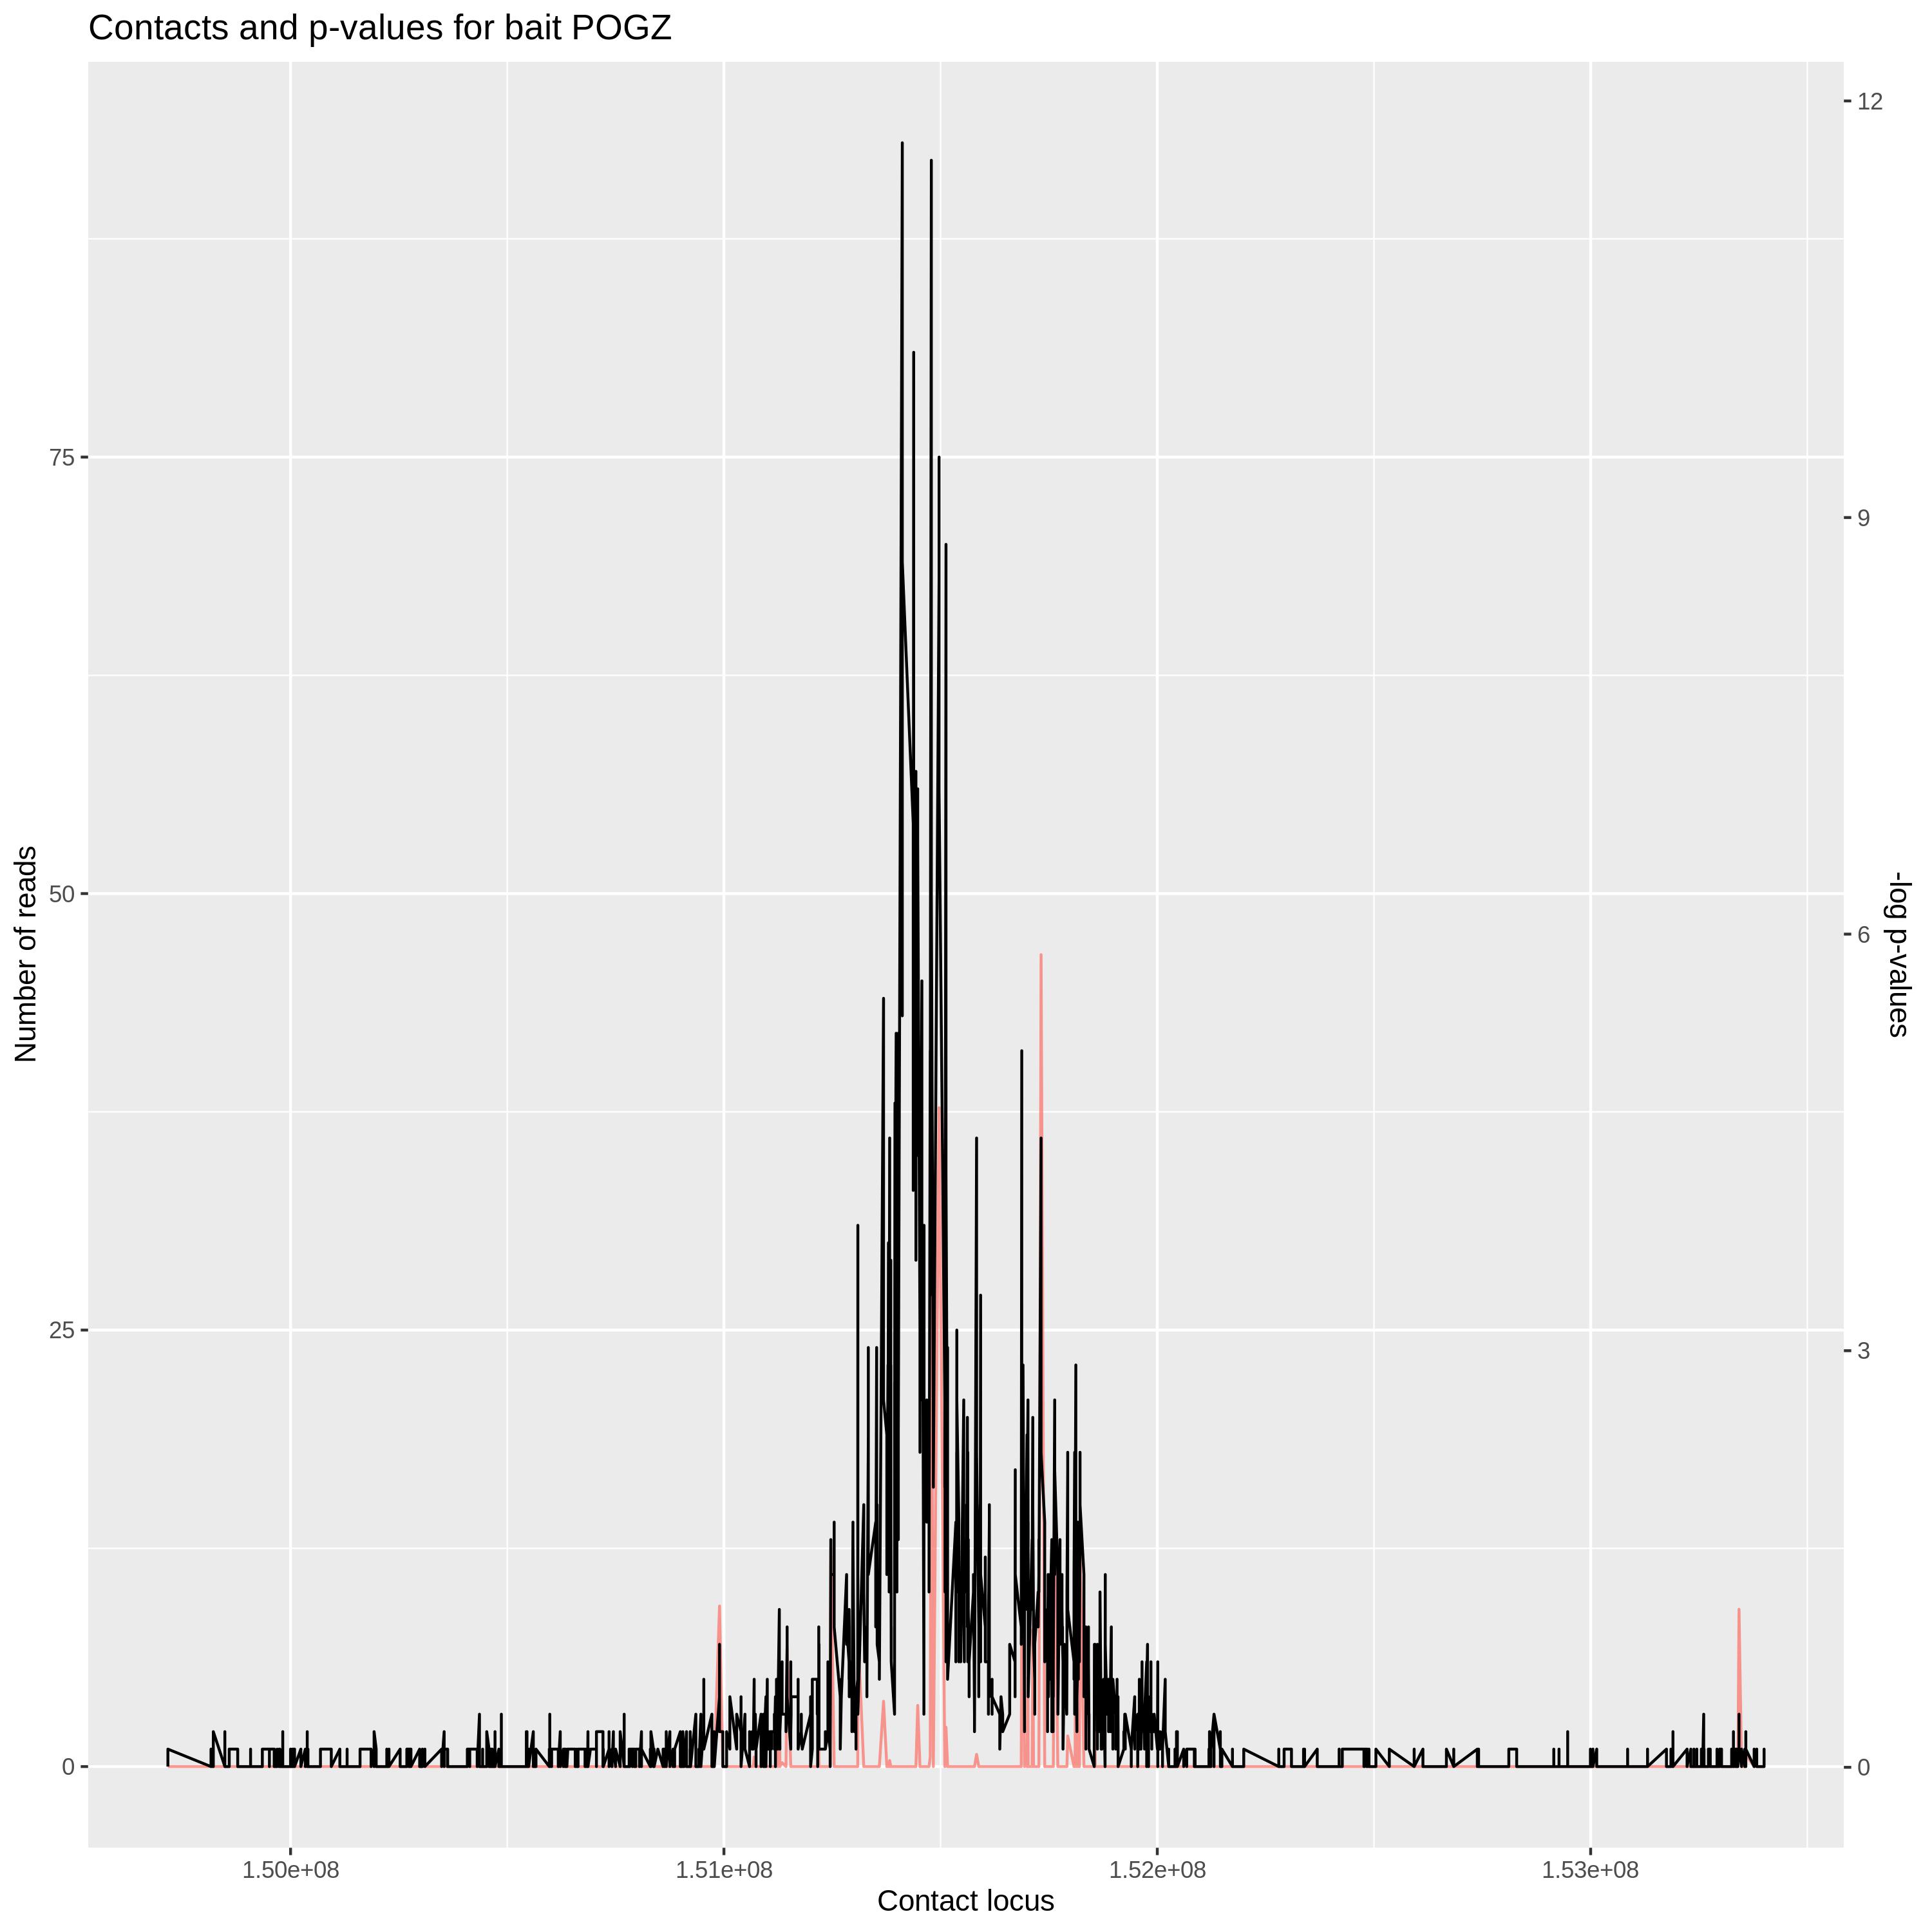 Contacts and p-values for bait POGZ
12
9
6
3
0
75
50
25
0
Number of reads
-log p-values
1.50e+08
1.51e+08
1.52e+08
1.53e+08
Contact locus